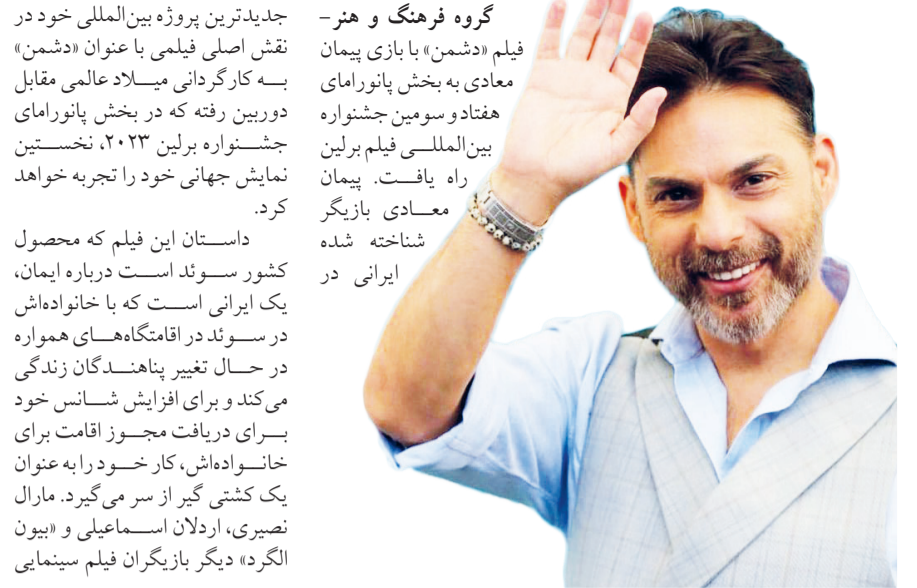 گروه فرهنگ و هنر-
فیلم «دشمن» با بازی پیمان
معادی به بخش پانورامای
هفتاد و سومین جشنواره
بین‌المللی فیلم برلین
راه یافت. پیمان
معادی بازیگر
شناخته شده
ایرانی در
جدیدترین پروژه بین‌المللی خود در
نقش اصلی فیلمی با عنوان «دشمن»
به کارگردانی میلاد عالمی مقابل
دوربین رفته که در بخش پانورامای
جشنواره برلین ۲۰۲۳، نخستین
نمایش جهانی خود را تجربه خواهد
کرد.
داستان این فیلم که محصول
کشور سوئد است درباره ایمان،
یک ایرانی است که با خانواده‌اش
در سوئد در اقامتگاه‌های همواره
در حال تغییر پناهندگان زندگی
می‌کند و برای افزایش شانس خود
برای دریافت مجوز اقامت برای
خانواده‌اش، کار خود را به عنوان
یک کشتی گیر از سر می‌گیرد. مارال
نصیری، اردلان اسماعیلی و «بیون
الگرد» دیگر بازیگران فیلم سینمایی